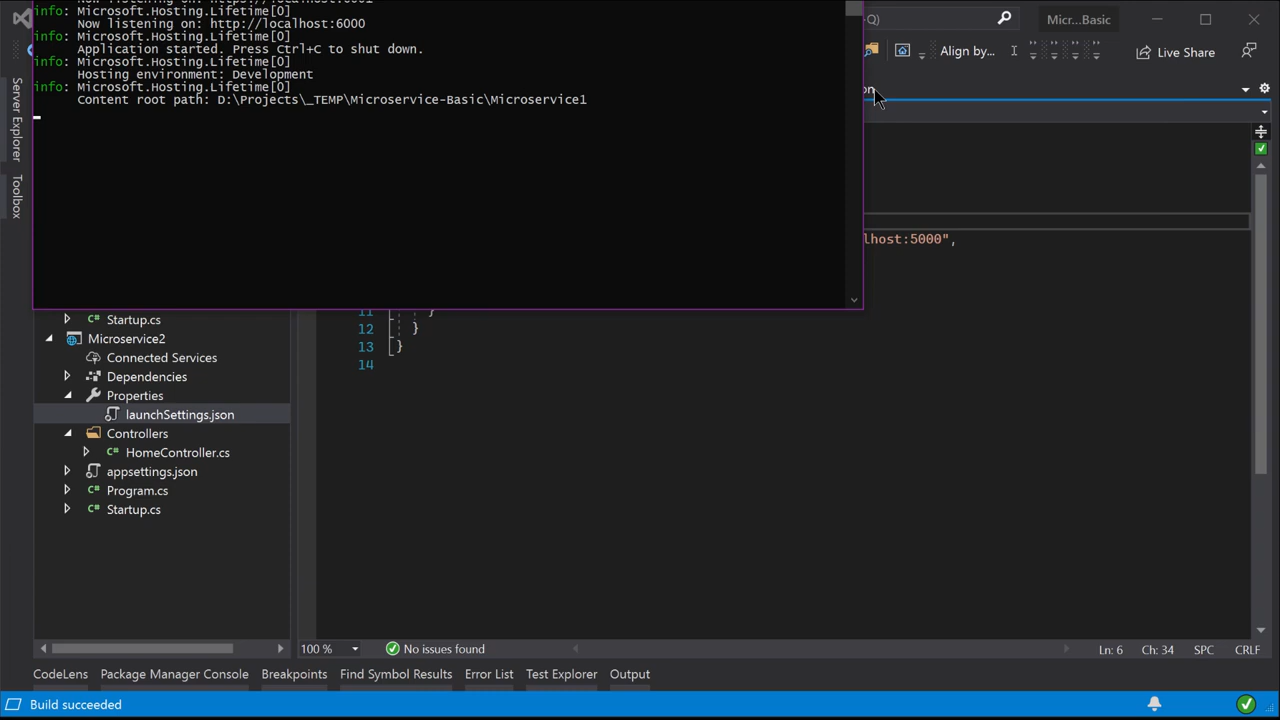 info: Microsoft.Hosting.Lifetime[0]
Now listening on: http://localhost:6000
info: Microsoft.Hosting.Lifetime[0]
Application started. Press Ctrl+C to shut down.
info: Microsoft.Hosting.Lifetime[0]
Hosting environment: Development
info: Microsoft.Hosting.Lifetime[0]
Content root path: D:\Projects\_TEMP\Microservice-Basic\Microservice1
Q)
Micr...Basic
Align by...
Live Share
on
Server Explorer
Toolbox
lhost:5000",
11 }
12 }
13 }
14
Startup.cs
Microservice2
Connected Services
Dependencies
Properties
launchSettings.json
Controllers
HomeController.cs
appsettings.json
Program.cs
Startup.cs
100 %
No issues found
Ln: 6
Ch: 34
SPC
CRLF
CodeLens
Package Manager Console
Breakpoints
Find Symbol Results
Error List
Test Explorer
Output
Build succeeded